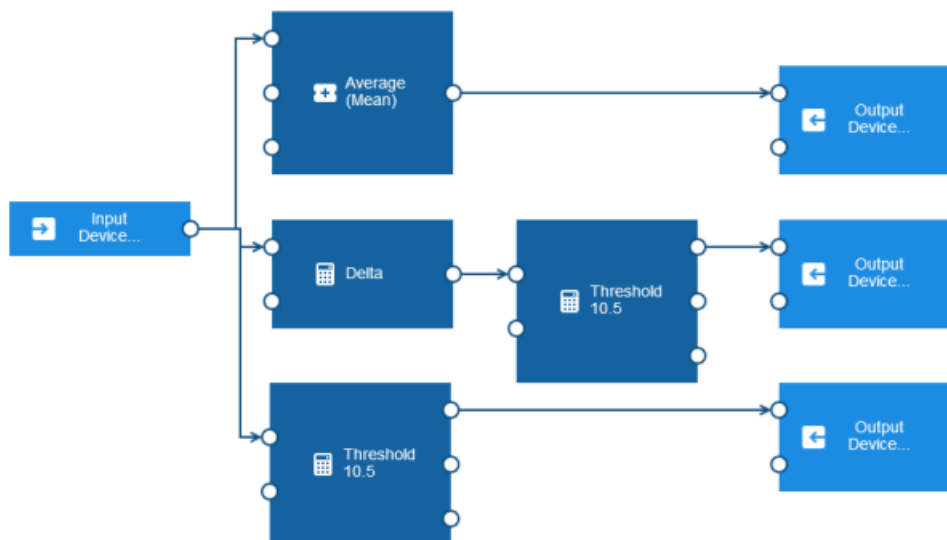 Average
(Mean)
Output
Device...
Input
Device...
Delta
Threshold
10.5
Output
Device...
Threshold
10.5
Output
Device...